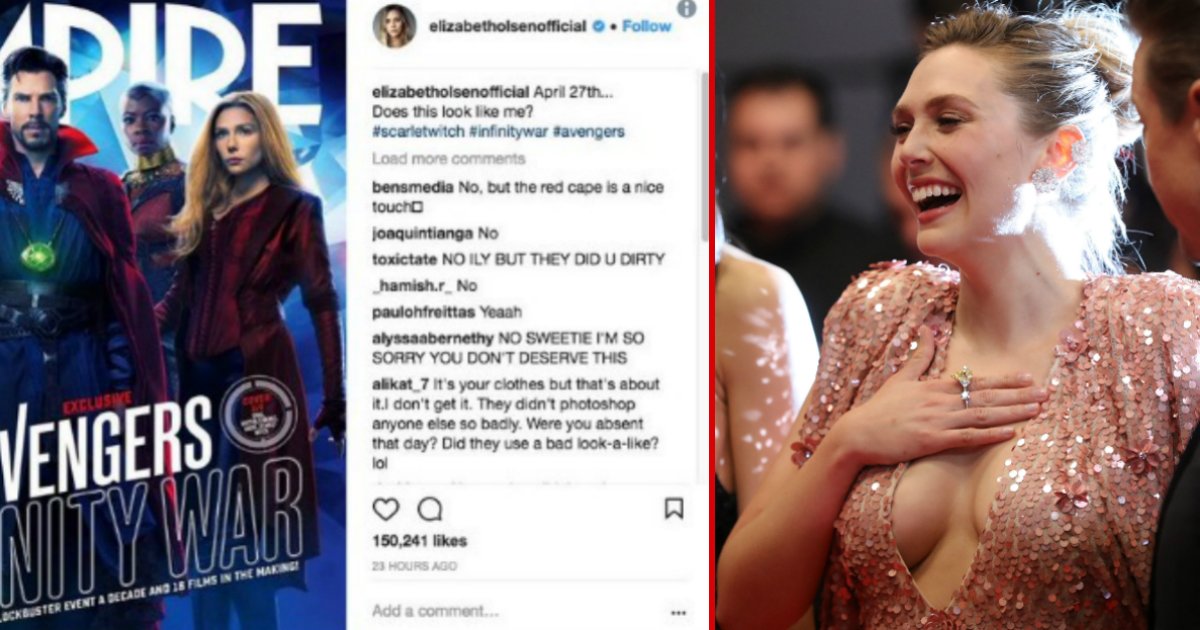 MPIRE
EXCLUSIVE
AVENGERS
INITY WAR
LOCKBUSTER EVENT A DECADE AND 18 FILMS IN THE MAKING!
elizabetholsenofficial • Follow
elizabetholsenofficial April 27th...
Does this look like me?
#scarletwitch #infinitywar #avengers
Load more comments
bensmedia No, but the red cape is a nice
touch□
joaquintianga No
toxictate NO ILY BUT THEY DID U DIRTY
_hamish.r_ No
paulohfreittas Yeaah
alyssaabernethy NO SWEETIE I'M SO
SORRY YOU DON'T DESERVE THIS
alikat_7 It's your clothes but that's about
it.I don't get it. They didn't photoshop
anyone else so badly. Were you absent
that day? Did they use a bad look-a-like?
lol
150,241 likes
23 HOURS AGO
Add a comment...